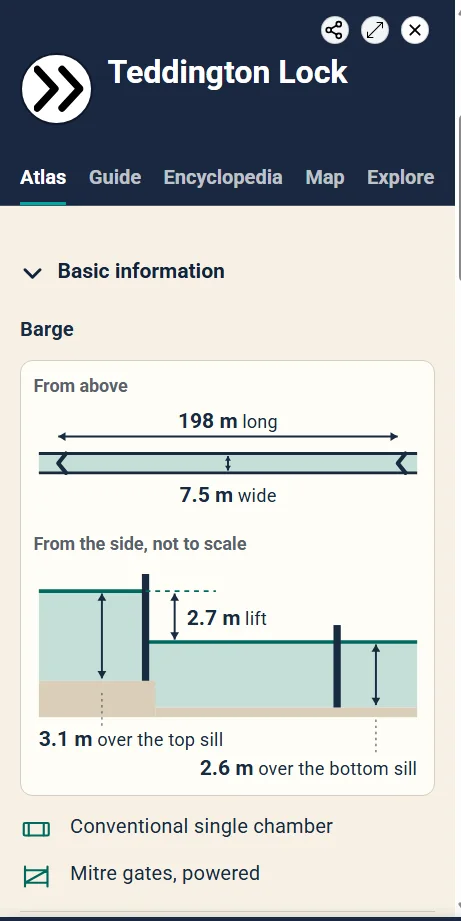 Teddington Lock
Atlas Guide Encyclopedia Map Explore
Basic information
Barge
From above
198 m long
7.5 m wide
From the side, not to scale
2.7 m lift
3.1 m over the top sill
2.6 m over the bottom sill
Conventional single chamber
Mitre gates, powered